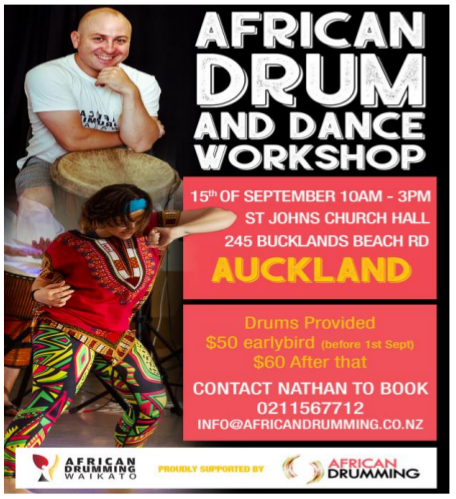 AFRICAN
DRUM
AND DANCE
WORKSHOP
15th OF SEPTEMBER 10AM - 3PM
ST JOHNS CHURCH HALL
245 BUCKLANDS BEACH RD
AUCKLAND
Drums Provided
$50 earlybird (before 1st Sept)
$60 After that
CONTACT NATHAN TO BOOK
0211567712
INFO@AFRICANDRUMMING.CO.NZ
AFRICAN
DRUMMING
WAIKATO
PROUDLY SUPPORTED BY
AFRICAN
DRUMMING